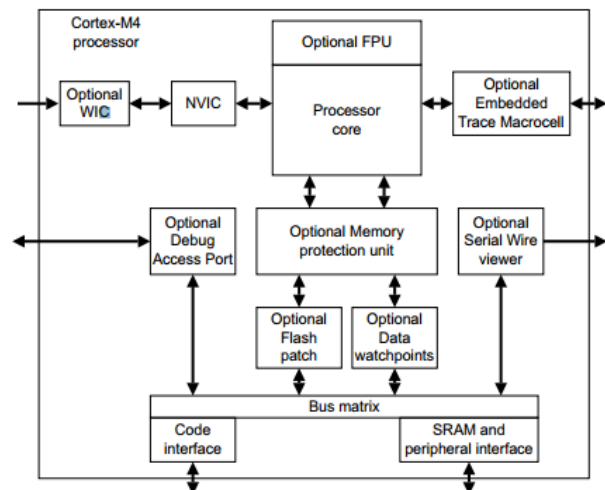 Cortex-M4
processor
Optional FPU
Optional
WIC
NVIC
Processor
core
Optional
Embedded
Trace Macrocell
Optional
Debug
Access Port
Optional Memory
protection unit
Optional
Serial Wire
viewer
Optional
Flash
patch
Optional
Data
watchpoints
Bus matrix
Code
interface
SRAM and
peripheral interface